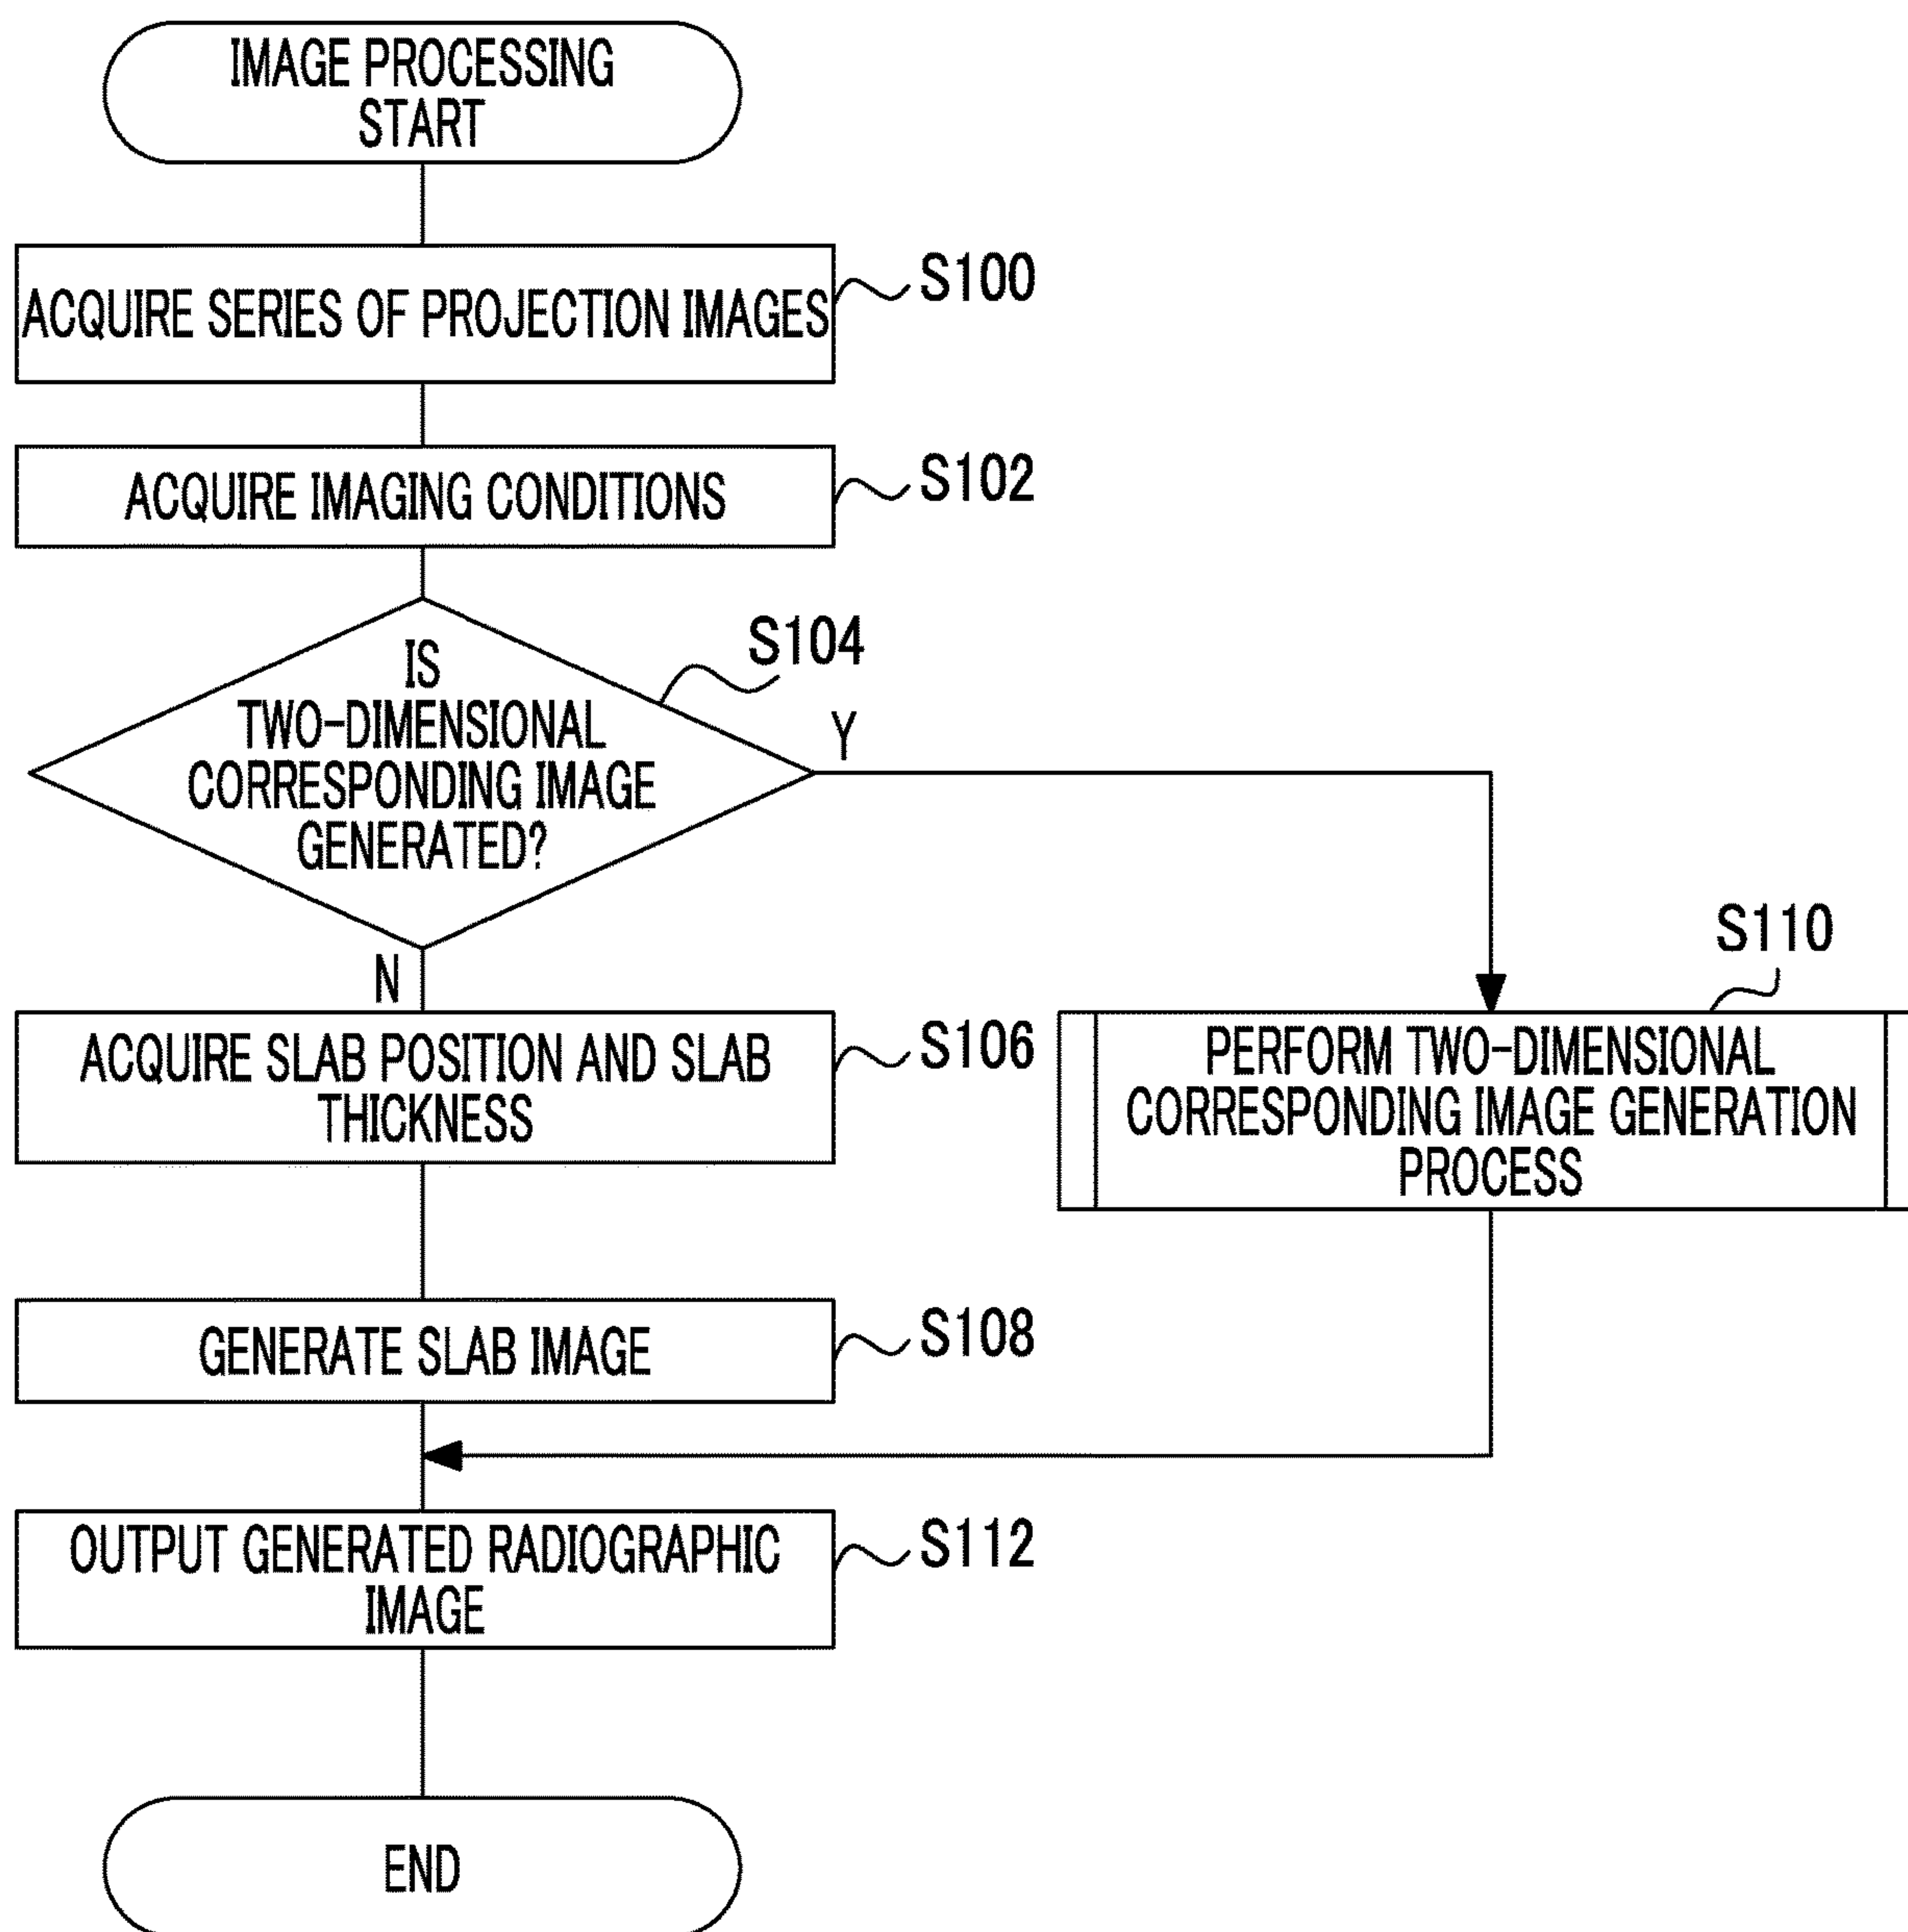 IMAGE PROCESSING
START
ACQUIRE SERIES OF PROJECTION IMAGES
S100
ACQUIRE IMAGING CONDITIONS
S102
IS
TWO-DIMENSIONAL
CORRESPONDING IMAGE
GENERATED?
S104
Y
N
ACQUIRE SLAB POSITION AND SLAB
THICKNESS
S106
S110
PERFORM TWO-DIMENSIONAL
CORRESPONDING IMAGE GENERATION
PROCESS
GENERATE SLAB IMAGE
S108
OUTPUT GENERATED RADIOGRAPHIC
IMAGE
S112
END